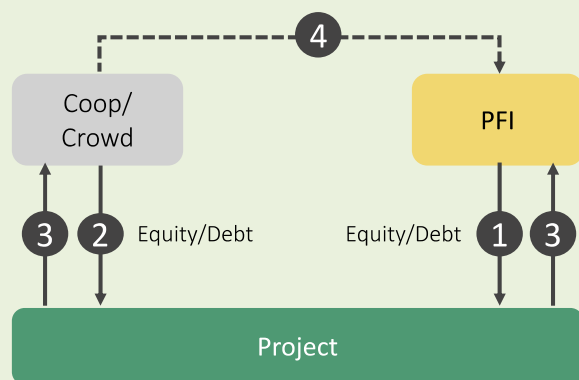 4
Coop/
Crowd
PFI
3
2
Equity/Debt
Equity/Debt
1
3
Project